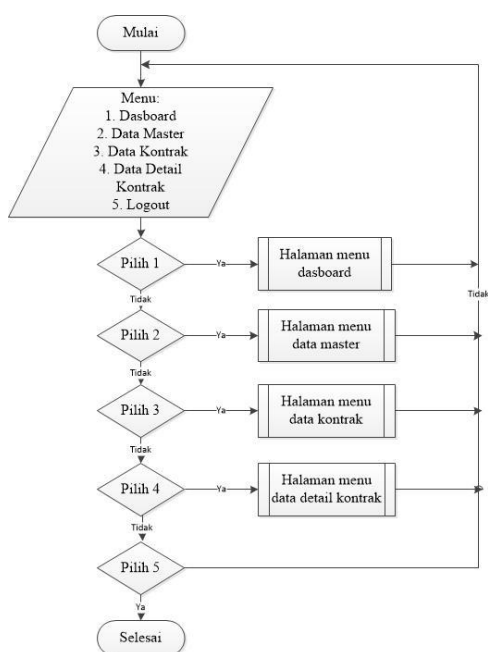 Mulai
Menu:
1. Dasboard
2. Data Master
3. Data Kontrak
4. Data Detail
Kontrak
5. Logout
Pilih 1
Ya
Halaman menu
dasboard
Tidak
Tidak
Pilih 2
Ya
Halaman menu
data master
Tidak
Pilih 3
Ya
Halaman menu
data kontrak
Tidak
Pilih 4
Ya
Halaman menu
data detail kontrak
Tidak
Pilih 5
Ya
Selesai